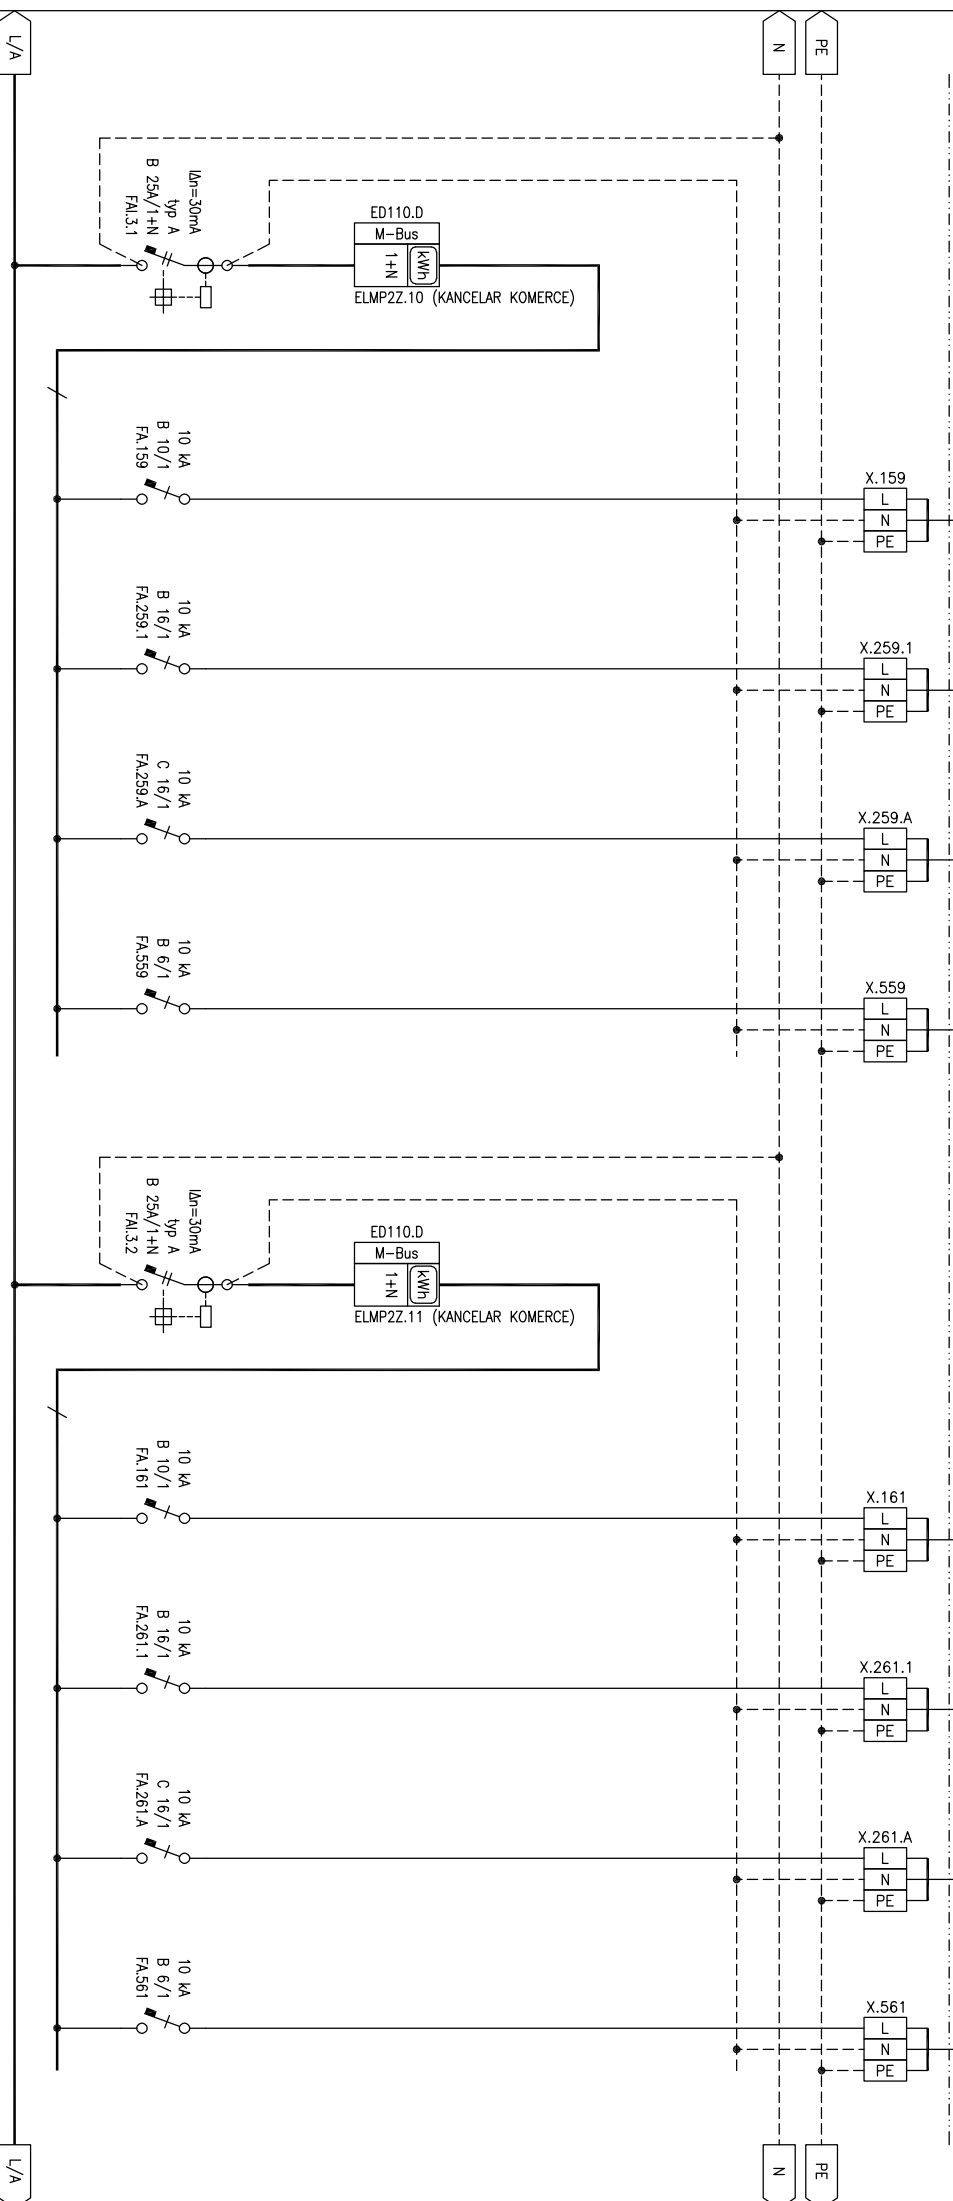 L/A
N
PE
IΔn=30mA
typ A
B 25A/1+N
FAI.3.1
ED110.D
M-Bus
1+N
kWh
ELMP2Z.10 (KANCELAR KOMERCE)
10 kA
B 10/1
FA.159
X.159
L
N
PE
10 kA
B 16/1
FA.259.1
X.259.1
L
N
PE
10 kA
C 16/1
FA.259.A
X.259.A
L
N
PE
10 kA
B 6/1
FA.559
X.559
L
N
PE
IΔn=30mA
typ A
B 25A/1+N
FAI.3.2
ED110.D
M-Bus
1+N
kWh
ELMP2Z.11 (KANCELAR KOMERCE)
10 kA
B 10/1
FA.161
X.161
L
N
PE
10 kA
B 16/1
FA.261.1
X.261.1
L
N
PE
10 kA
C 16/1
FA.261.A
X.261.A
L
N
PE
10 kA
B 6/1
FA.561
X.561
L
N
PE
L/A
N
PE